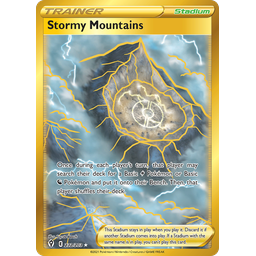 TRAINER
Stadium
Stormy Mountains
Once during each player's turn, that player may
search their deck for a Basic Pokémon or Basic
Pokémon and put it onto their Bench. Then, that
player shuffles their deck.
This Stadium stays in play when you play it. Discard it if
another Stadium comes into play. If a Stadium with the
same name is in play, you can't play this card.